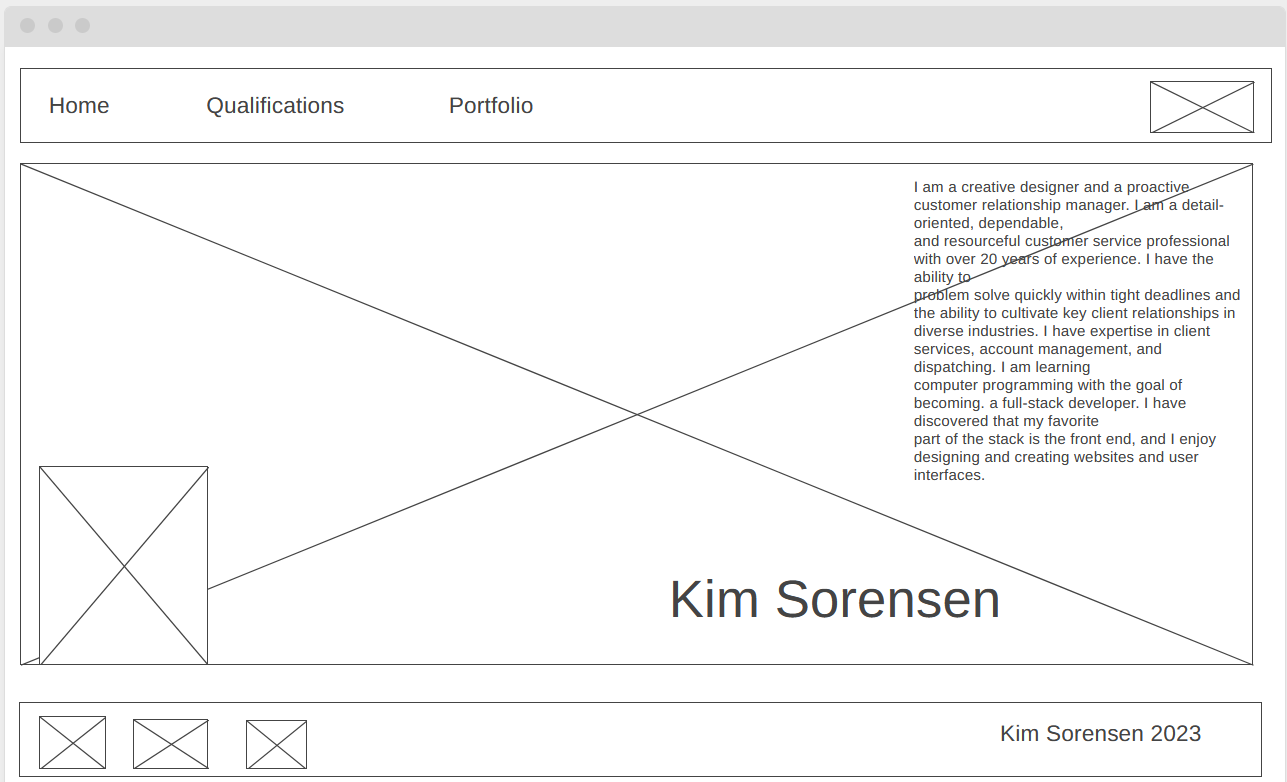 Home Qualifications Portfolio
I am a creative designer and a proactive
customer relationship manager. I am a detail-
oriented, dependable,
and resourceful customer service professional
with over 20 years of experience. I have the
ability to
problem solve quickly within tight deadlines and
the ability to cultivate key client relationships in
diverse industries. I have expertise in client
services, account management, and
dispatching. I am learning
computer programming with the goal of
becoming. a full-stack developer. I have
discovered that my favorite
part of the stack is the front end, and I enjoy
designing and creating websites and user
interfaces.
Kim Sorensen
Kim Sorensen 2023